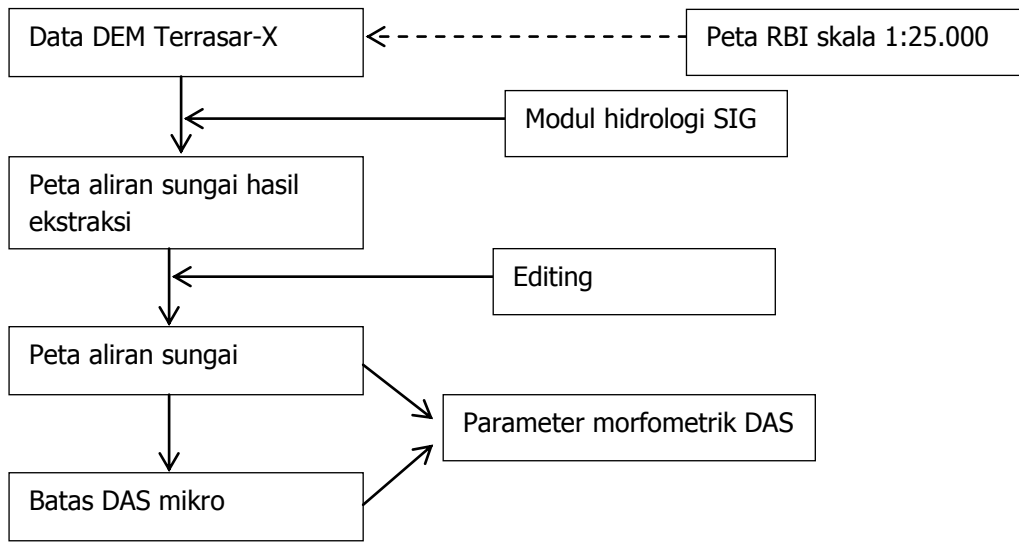 Data DEM Terrasar-X
Peta RBI skala 1:25.000
Modul hidrologi SIG
Peta aliran sungai hasil
ekstraksi
Editing
Peta aliran sungai
Parameter morfometrik DAS
Batas DAS mikro